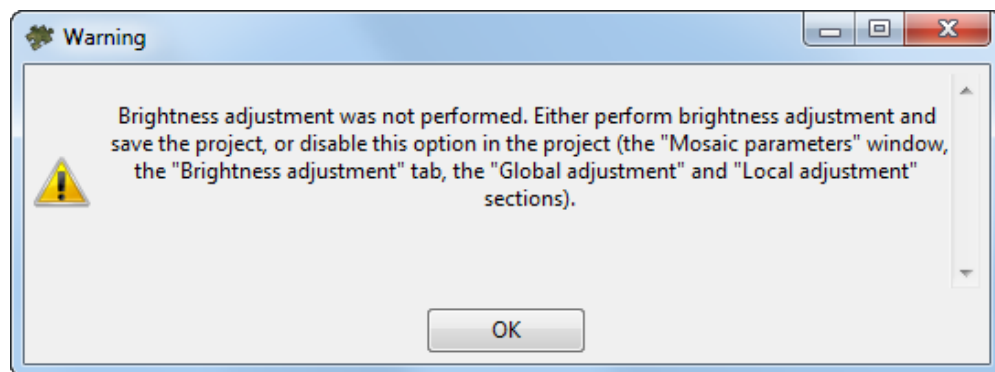 Warning
Brightness adjustment was not performed. Either perform brightness adjustment and
save the project, or disable this option in the project (the "Mosaic parameters" window,
the "Brightness adjustment" tab, the "Global adjustment" and "Local adjustment"
sections).
OK